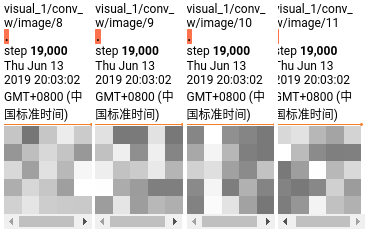 visual_1/conv_
w/image/8
step 19,000
Thu Jun 13
2019 20:03:02
GMT+0800 (中
国标准时间)
visual_1/conv_
w/image/9
step 19,000
Thu Jun 13
2019 20:03:02
GMT+0800 (中
国标准时间)
visual_1/conv_
w/image/10
step 19,000
Thu Jun 13
2019 20:03:02
GMT+0800 (中
国标准时间)
visual_1/conv_
w/image/11
step 19,000
Thu Jun 13
2019 20:03:02
GMT+0800 (中
国标准时间)